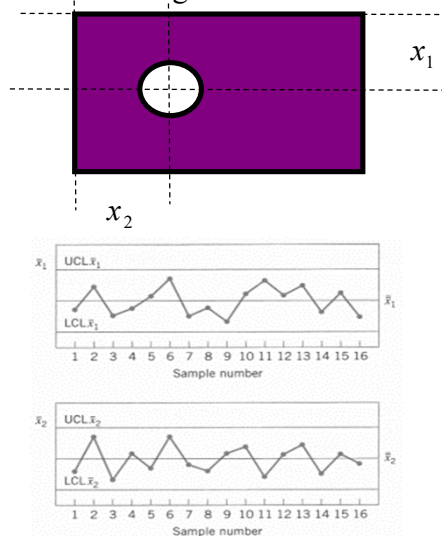 x₁
x₂
x̄₁
UCLx̄₁
x̿₁
LCLx̄₁
1 2 3 4 5 6 7 8 9 10 11 12 13 14 15 16
Sample number
x̄₂
UCLx̄₂
x̿₂
LCLx̄₂
1 2 3 4 5 6 7 8 9 10 11 12 13 14 15 16
Sample number